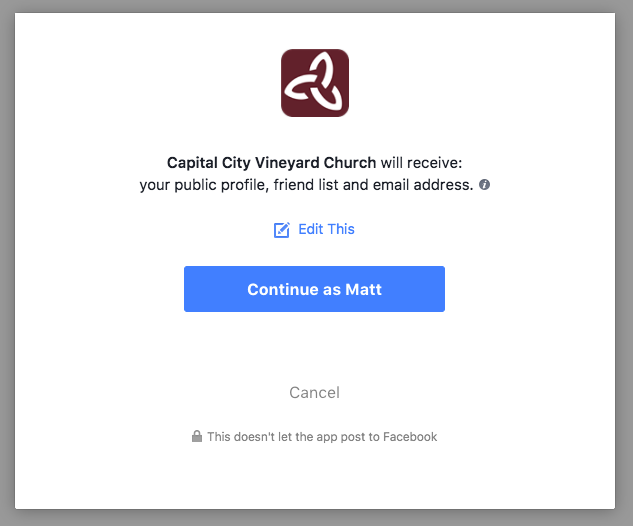 Capital City Vineyard Church will receive:
your public profile, friend list and email address.
Edit This
Continue as Matt
Cancel
This doesn't let the app post to Facebook